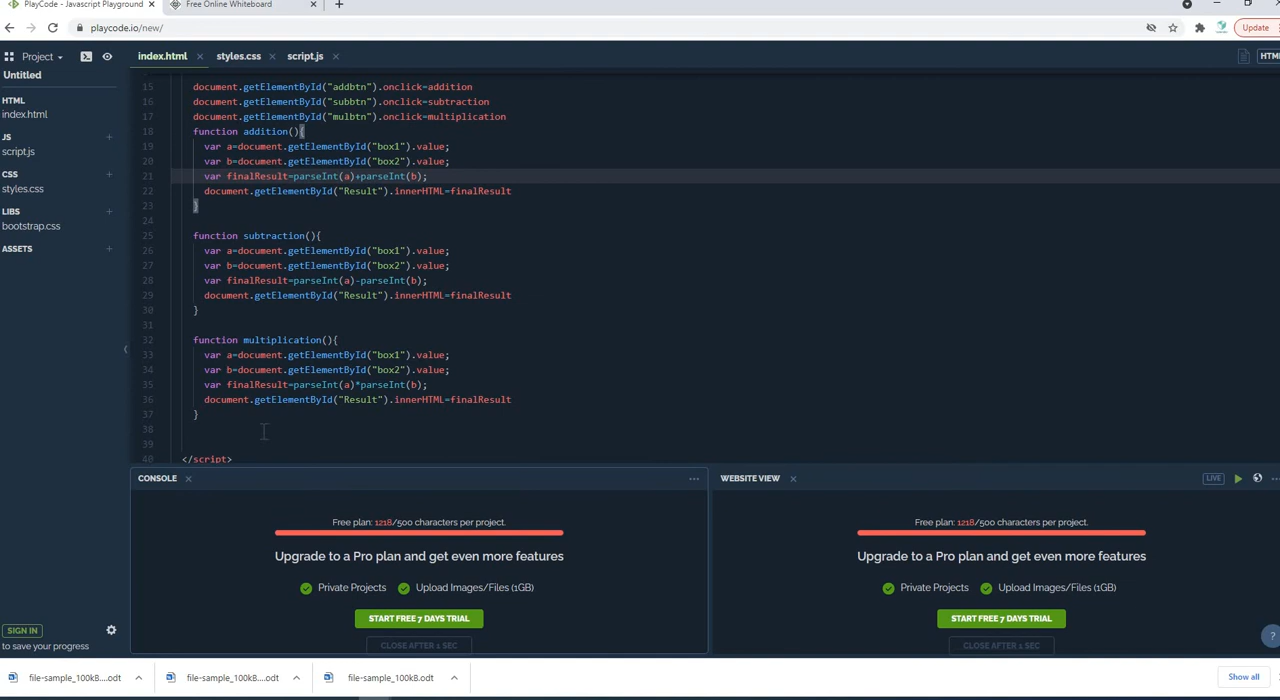 PlayCode - Javascript Playground
Free Online Whiteboard
playcode.io/new/
Update
Project
index.html
styles.css
script.js
HTM
Untitled
HTML
index.html
JS
script.js
CSS
styles.css
LIBS
bootstrap.css
ASSETS
15 document.getElementById("addbtn").onclick=addition
16 document.getElementById("subbtn").onclick=subtraction
17 document.getElementById("mulbtn").onclick=multiplication
18 function addition(){
19 var a=document.getElementById("box1").value;
20 var b=document.getElementById("box2").value;
21 var finalResult=parseInt(a)+parseInt(b);
22 document.getElementById("Result").innerHTML=finalResult
23 }
24
25 function subtraction(){
26 var a=document.getElementById("box1").value;
27 var b=document.getElementById("box2").value;
28 var finalResult=parseInt(a)-parseInt(b);
29 document.getElementById("Result").innerHTML=finalResult
30 }
31
32 function multiplication(){
33 var a=document.getElementById("box1").value;
34 var b=document.getElementById("box2").value;
35 var finalResult=parseInt(a)*parseInt(b);
36 document.getElementById("Result").innerHTML=finalResult
37 }
38
39
40 </script>
CONSOLE
Free plan: 1218/500 characters per project.
Upgrade to a Pro plan and get even more features
Private Projects
Upload Images/Files (1GB)
START FREE 7 DAYS TRIAL
CLOSE AFTER 1 SEC
WEBSITE VIEW
LIVE
Free plan: 1218/500 characters per project.
Upgrade to a Pro plan and get even more features
Private Projects
Upload Images/Files (1GB)
START FREE 7 DAYS TRIAL
CLOSE AFTER 1 SEC
?
SIGN IN
to save your progress
file-sample_100kB....odt
file-sample_100kB....odt
file-sample_100kB.odt
Show all